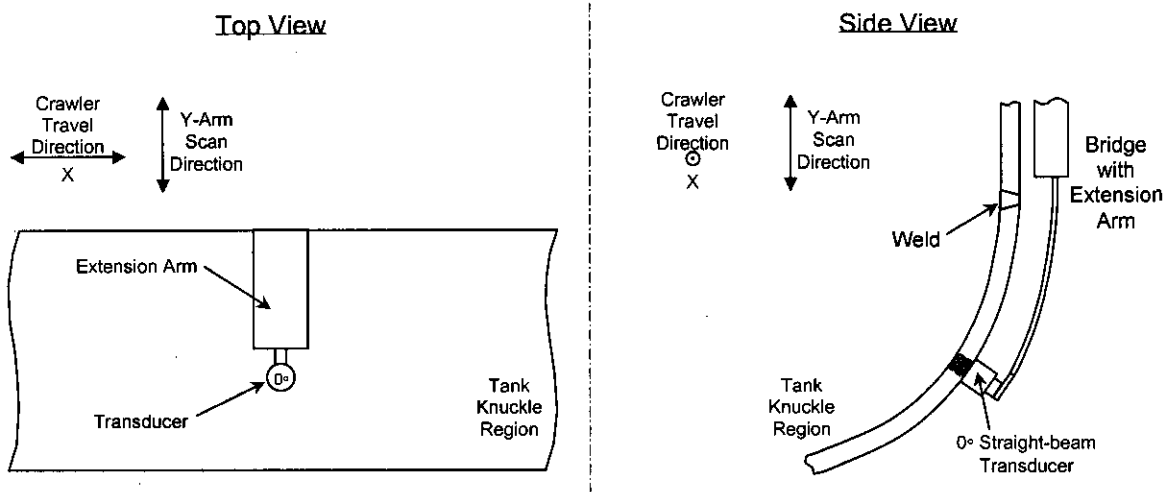 Top View
Crawler
Travel
Direction
X
Y-Arm
Scan
Direction
Extension Arm
0°
Transducer
Tank
Knuckle
Region
Side View
Crawler
Travel
Direction
X
Y-Arm
Scan
Direction
Bridge
with
Extension
Arm
Weld
Tank
Knuckle
Region
0° Straight-beam
Transducer